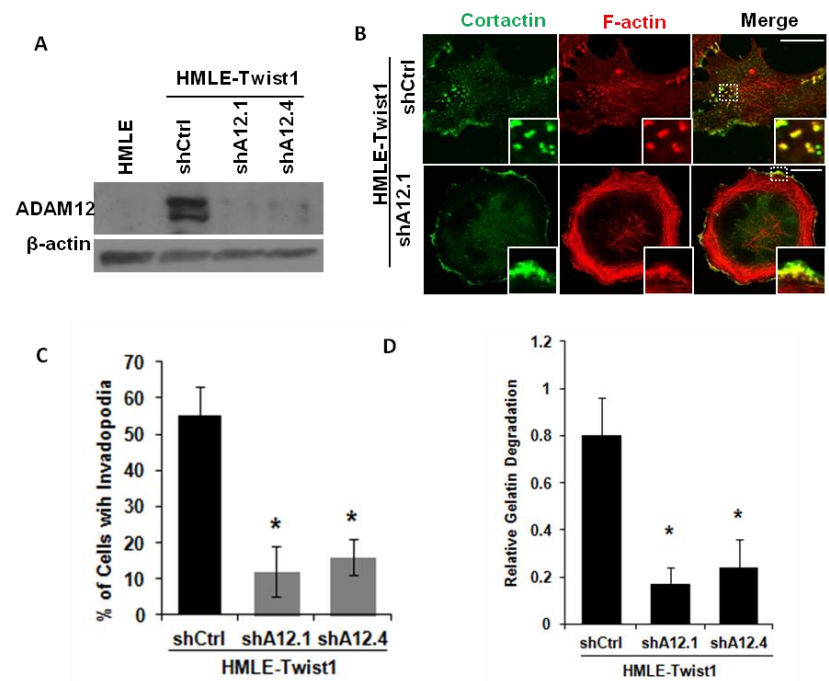 A
HMLE-Twist1
HMLE
shCtrl
shA12.1
shA12.4
ADAM12
β-actin
B
Cortactin
F-actin
Merge
HMLE-Twist1
shCtrl
shA12.1
C
% of Cells wih Invadopodia
70
60
50
40
30
20
10
0
*
*
shCtrl shA12.1 shA12.4
HMLE-Twist1
D
Relative Gelatin Degradation
1.2
1
0.8
0.6
0.4
0.2
0
*
*
shCtrl shA12.1 shA12.4
HMLE-Twist1